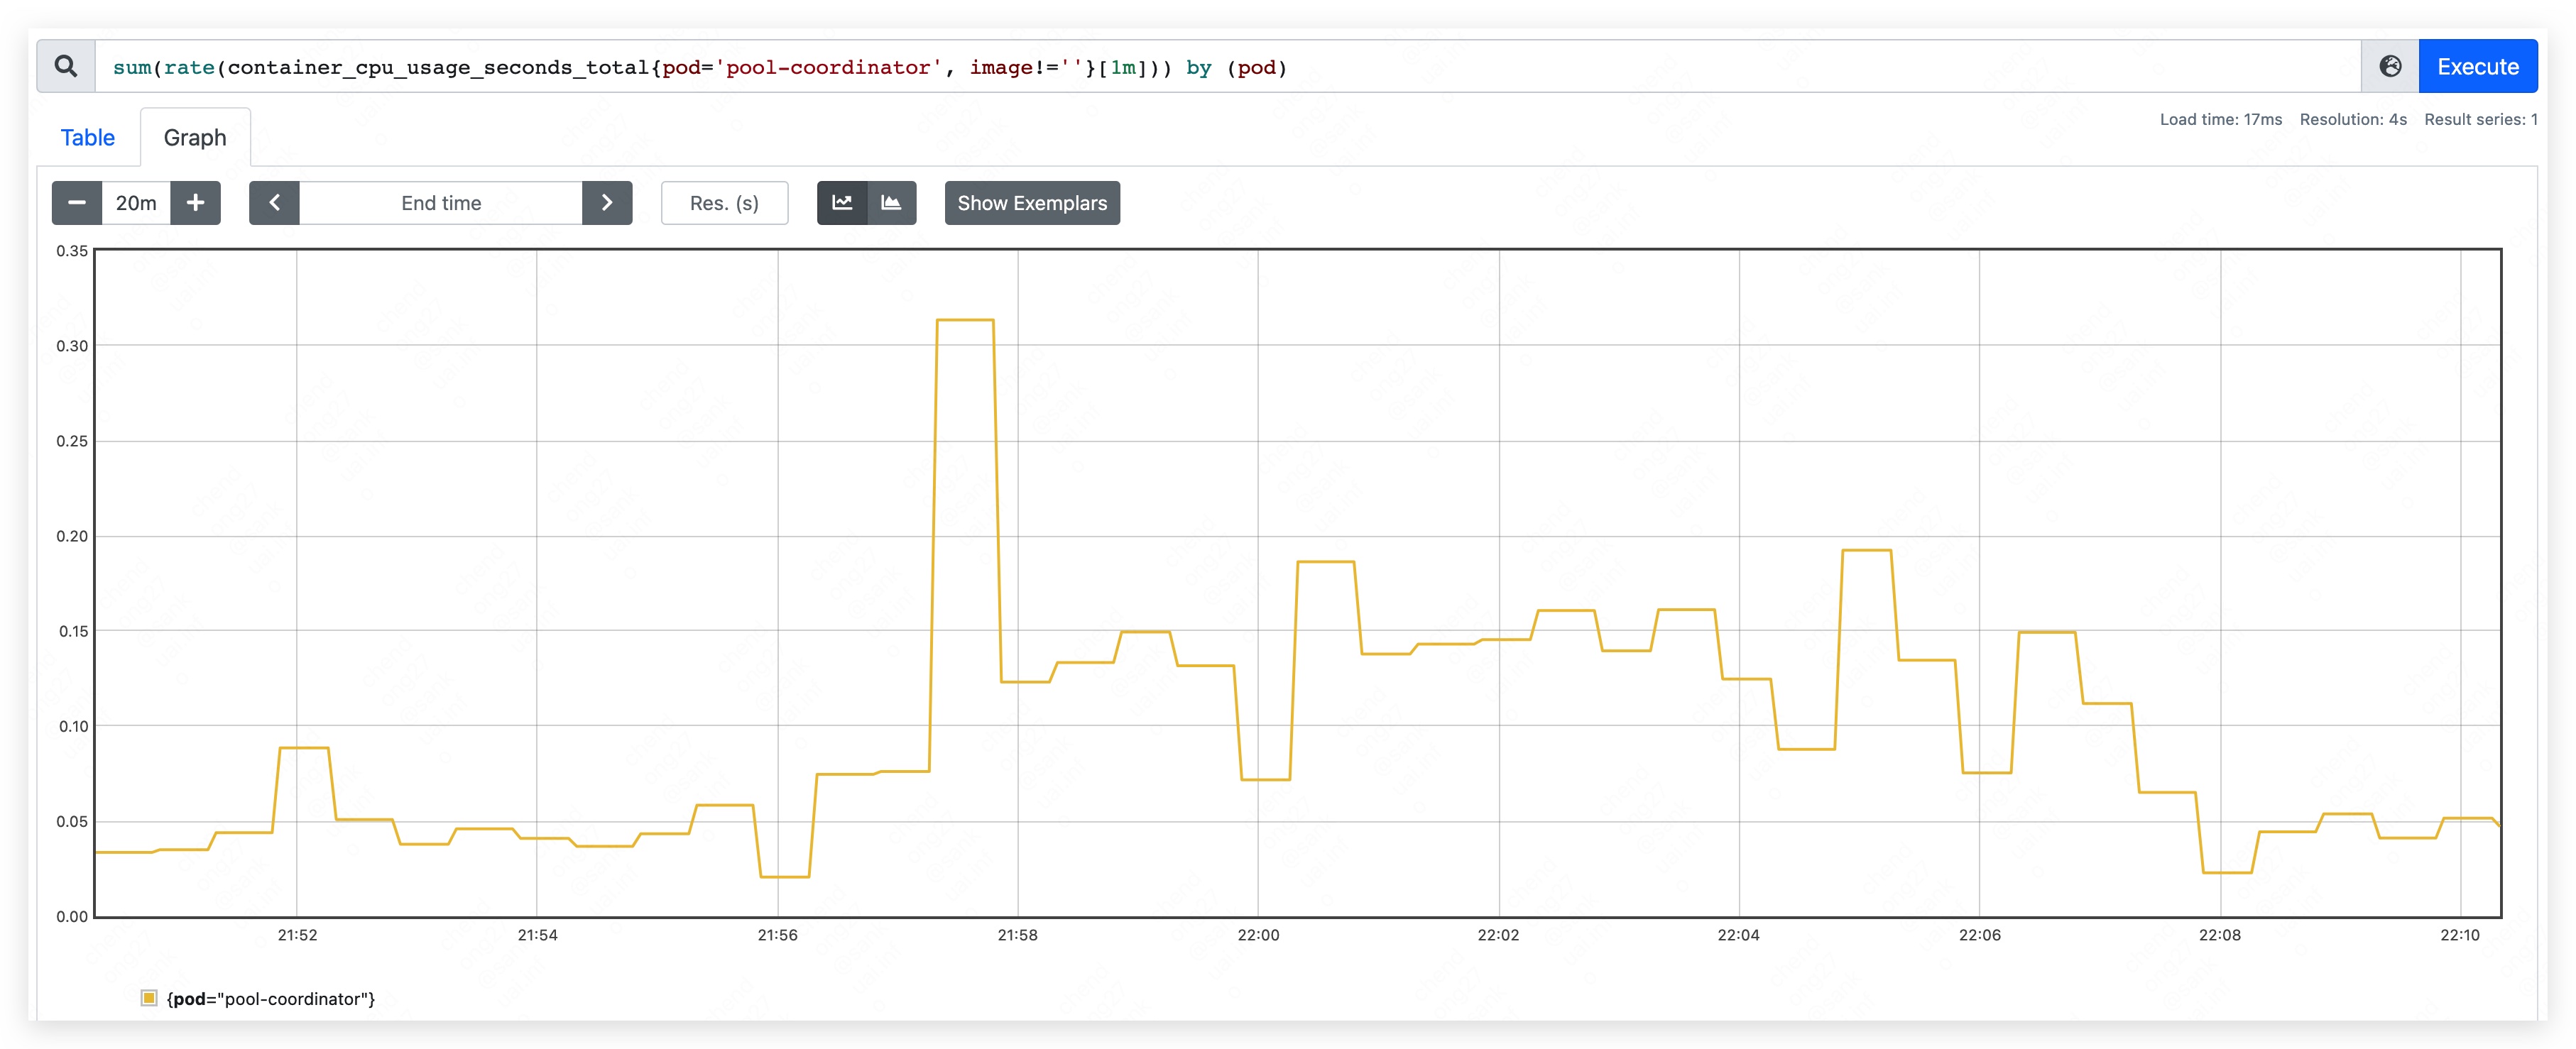 sum(rate(container_cpu_usage_seconds_total{pod='pool-coordinator', image!=''}[1m])) by (pod)
Execute
Table
Graph
Load time: 17ms Resolution: 4s Result series: 1
20m
End time
Res. (s)
Show Exemplars
0.35
0.30
0.25
0.20
0.15
0.10
0.05
0.00
21:52 21:54 21:56 21:58 22:00 22:02 22:04 22:06 22:08 22:10
{pod="pool-coordinator"}